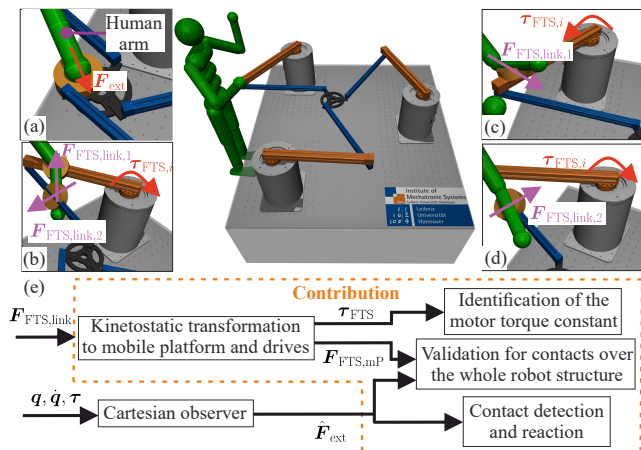 (a)
Human
arm
F_ext
(b)
F_FTS,link,1
τ_FTS,i
F_FTS,link,2
Institute of
Mechatronic Systems
Leibniz
Universität
Hannover
(c)
τ_FTS,i
F_FTS,link,1
(d)
τ_FTS,i
F_FTS,link,2
(e)
Contribution
F_FTS,link
Kinetostatic transformation
to mobile platform and drives
τ_FTS
Identification of the
motor torque constant
F_FTS,mP
Validation for contacts over
the whole robot structure
q, q̇, τ
Cartesian observer
F̂_ext
Contact detection
and reaction